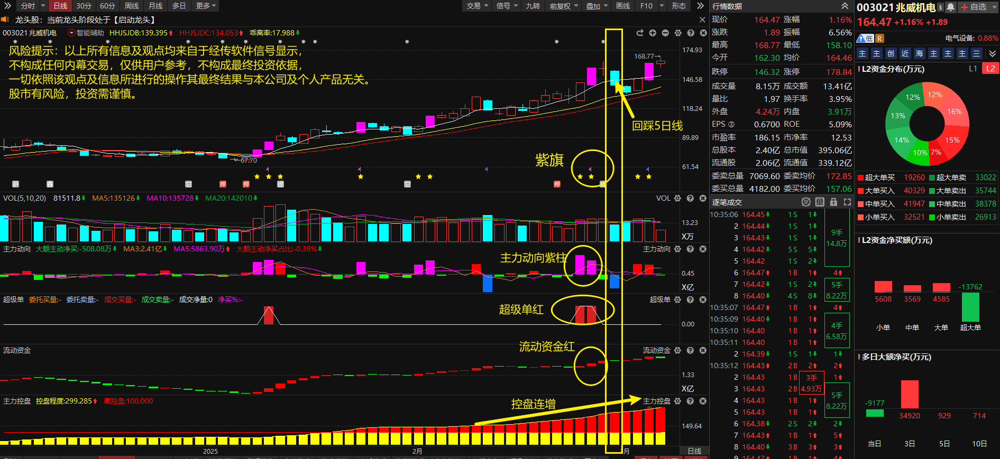 分时 日线 30分 60分 周线 月线 多日 更多 交易 信号 九转 前复权 叠加 画线 F10 形态
龙头股：当前龙头阶段处于【启动龙头】
003021 兆威机电 智能辅助 HHJSJDB:139.395 HHJSJDC:134.053 乖离率:17.988
风险提示：以上所有信息及观点均来自于经传软件信号显示，
不构成任何内幕交易，仅供用户参考，不构成最终投资依据，
一切依照该观点及信息所进行的操作其最终结果与本公司及个人产品无关。
股市有风险，投资需谨慎。
168.77
174.93
146.58
118.24
89.89
61.54
回踩5日线
67.70
紫旗
研 它 押 押 它 押
VOL(5,10,20) 81511.8 MA5:135126 MA10:135728 MA20:142010 VOL
13.23
X万
主力动向 大额主动净买:-508.08万 MA3:2.41亿 MA5:5863.90万 大额主动净买占比:-0.38% 主力动向
主力动向紫柱
0.45
X亿
超级单 委托买量:- 委托卖量:- 成交买量:- 成交卖量:- 成交净量:0 净买%:- 超级单
超级单红
0.00
流动资金 流动资金
流动资金红
1.33
X亿
主力控盘 控盘程度:299.285 高控盘:100.000 主力控盘
控盘连增
149.64
2025 2月 3月 日线
行情数据
现价 164.47 涨幅 1.16%
涨跌 1.89 振幅 6.56%
最高 168.77 最低 158.10
今开 162.30 均价 164.46
跌停 146.32 涨停 178.84
成交量 8.15万 成交额 13.41亿
量比 1.97 换手率 3.95%
外盘 4.24万 内盘 3.91万
EPS ③ 0.6700 ROE 5.09%
市盈率 186.15 市净率 12.53
总股本 2.40亿 总市值 395.06亿
流通股 2.06亿 流通值 339.12亿
委卖总量 7069.60 委卖均价 172.85
委买总量 4182.00 委买均价 157.06
逐笔成交
10:35:06 164.45 1 S 1
2 164.44 1 S 1
3 164.43 1 S 1
4 164.42 5 S 5
5 164.42 1 S 2
6 164.47 1 B 1 4
7 164.42 1 S 2
8 164.40 4 S 8
10:35:07 164.47 1 B 1 4
10:35:09 164.40 1 B 1
10:35:10 164.40 1 B 1
10:35:11 164.40 1 B 1
2 164.39 1 S 1 1
10:35:12 164.43 2 B 2 2
2 164.43 1 B 1
3 164.43 2 B
4 164.43 1 B 1
5 164.43 1 B 1
6 164.38 2 S 2 2
7 164.43 1 B 1 5
8 164.40 3 B 3 3
9手
14.8万
5手
8.22万
4手
6.58万
3手
4.93万
5手
8.22万
003021 兆威机电 自选
164.47 +1.16% +1.89
低 R 电气设备: 0.88%
主 主 创 近 海 主 主 主 三
L2资金分布(万元) L1 L2
12% 12%
13% 16%
14% 15%
10% 7%
超大单买 19260 超大单卖 33022
大单买入 40329 大单卖出 35744
中单买入 41947 中单卖出 38378
小单买入 32521 小单卖出 26913
L2资金净买额(万元)
5608 3569 4585 -13762
小单 中单 大单 超大单
多日大额净买(万元)
-9177 34920 929 714
当日 3日 5日 10日